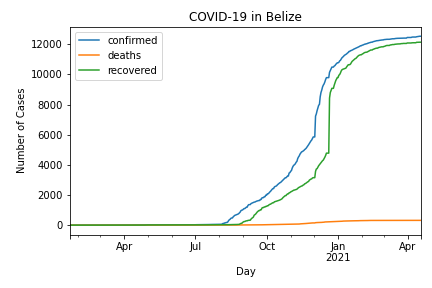 COVID-19 in Belize
confirmed
deaths
recovered
Number of Cases
12000
10000
8000
6000
4000
2000
0
Apr
Jul
Oct
Jan
2021
Apr
Day